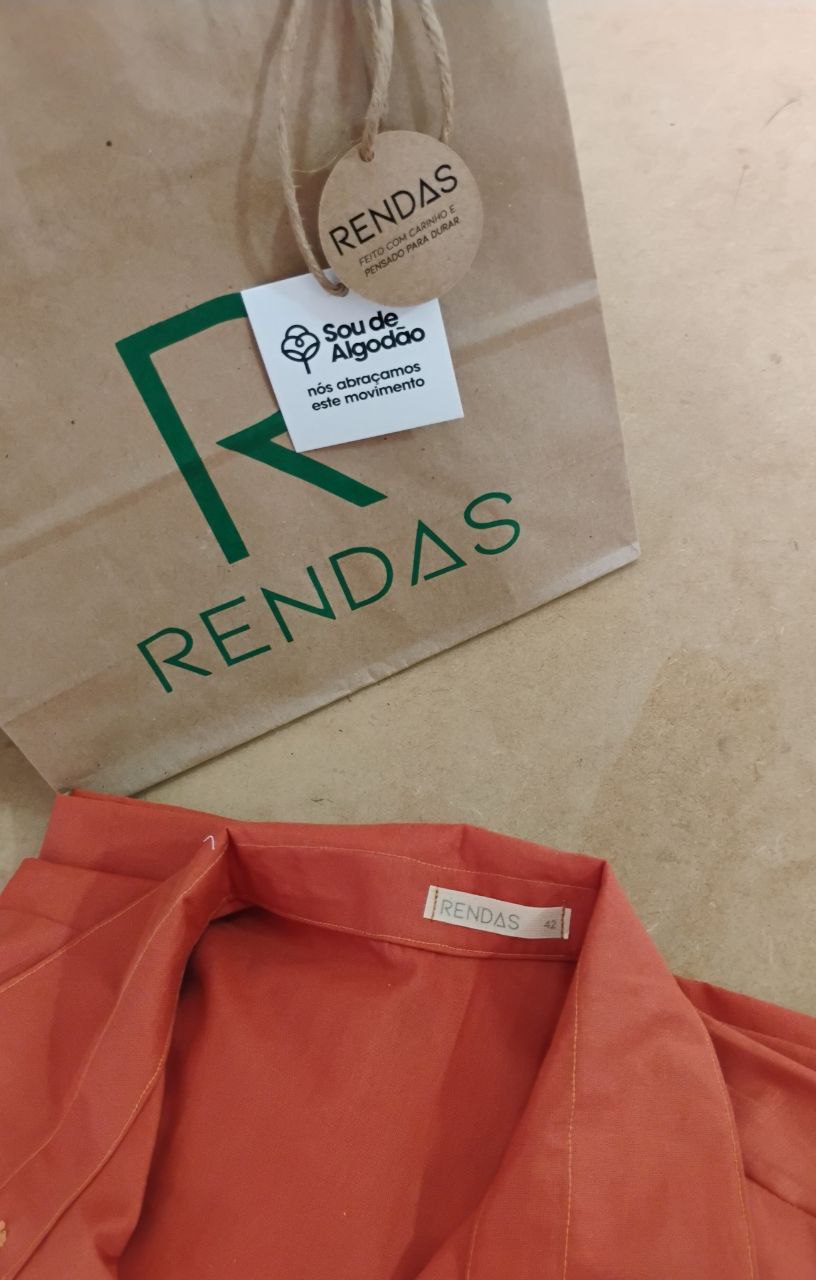 RENDAS
FEITO COM CARINHO E
PENSADO PARA DURAR
Sou de
Algodão
nós abraçamos
este movimento
R
RENDAS
RENDAS 42